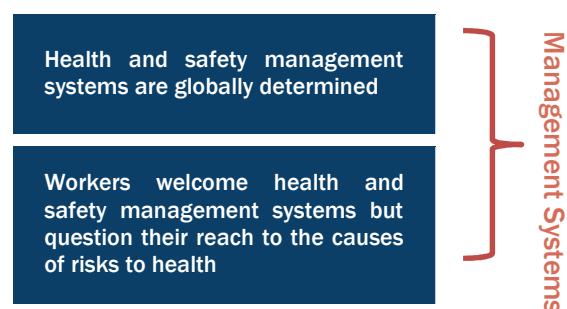 Health and safety management
systems are globally determined
Workers welcome health and
safety management systems but
question their reach to the causes
of risks to health
Management Systems